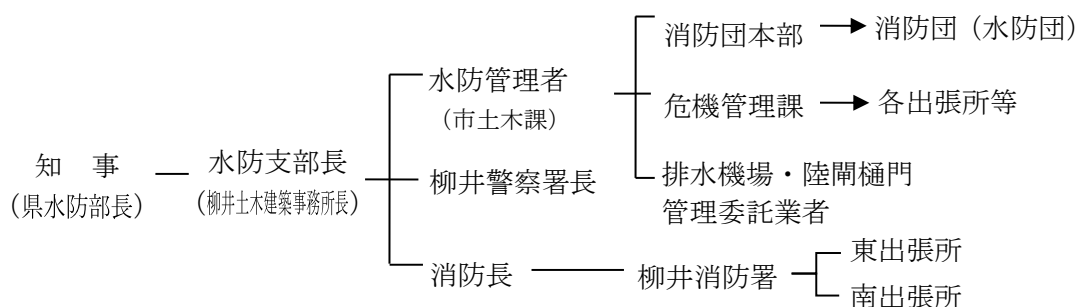 知　事
(県水防部長)
水防支部長
(柳井土木建築事務所長)
水防管理者
(市土木課)
柳井警察署長
消防長
消防団本部
消防団（水防団）
危機管理課
各出張所等
排水機場・陸閘樋門
管理委託業者
柳井消防署
東出張所
南出張所